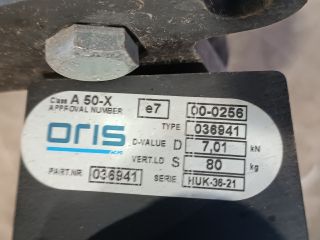 Class A 50-X
APPROVAL NUMBER e7 00-0256
ORIS TYPE 036941
D-VALUE D 7,01 kN
VERT.LD S 80 kg
PART.NR 036941 SERIE HUK-36-21